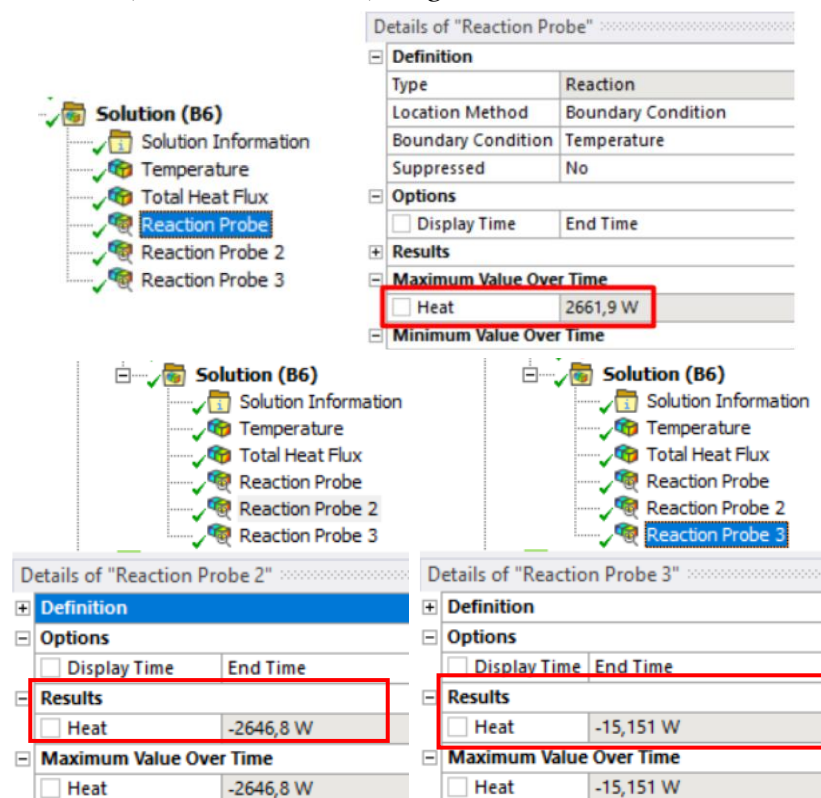 Details of "Reaction Probe"
Definition
Type Reaction
Location Method Boundary Condition
Boundary Condition Temperature
Suppressed No
Options
Display Time End Time
Results
Maximum Value Over Time
Heat 2661,9 W
Minimum Value Over Time
Solution (B6)
Solution Information
Temperature
Total Heat Flux
Reaction Probe
Reaction Probe 2
Reaction Probe 3
Solution (B6)
Solution Information
Temperature
Total Heat Flux
Reaction Probe
Reaction Probe 2
Reaction Probe 3
Solution (B6)
Solution Information
Temperature
Total Heat Flux
Reaction Probe
Reaction Probe 2
Reaction Probe 3
Details of "Reaction Probe 2"
Definition
Options
Display Time End Time
Results
Heat -2646,8 W
Maximum Value Over Time
Heat -2646,8 W
Details of "Reaction Probe 3"
Definition
Options
Display Time End Time
Results
Heat -15,151 W
Maximum Value Over Time
Heat -15,151 W